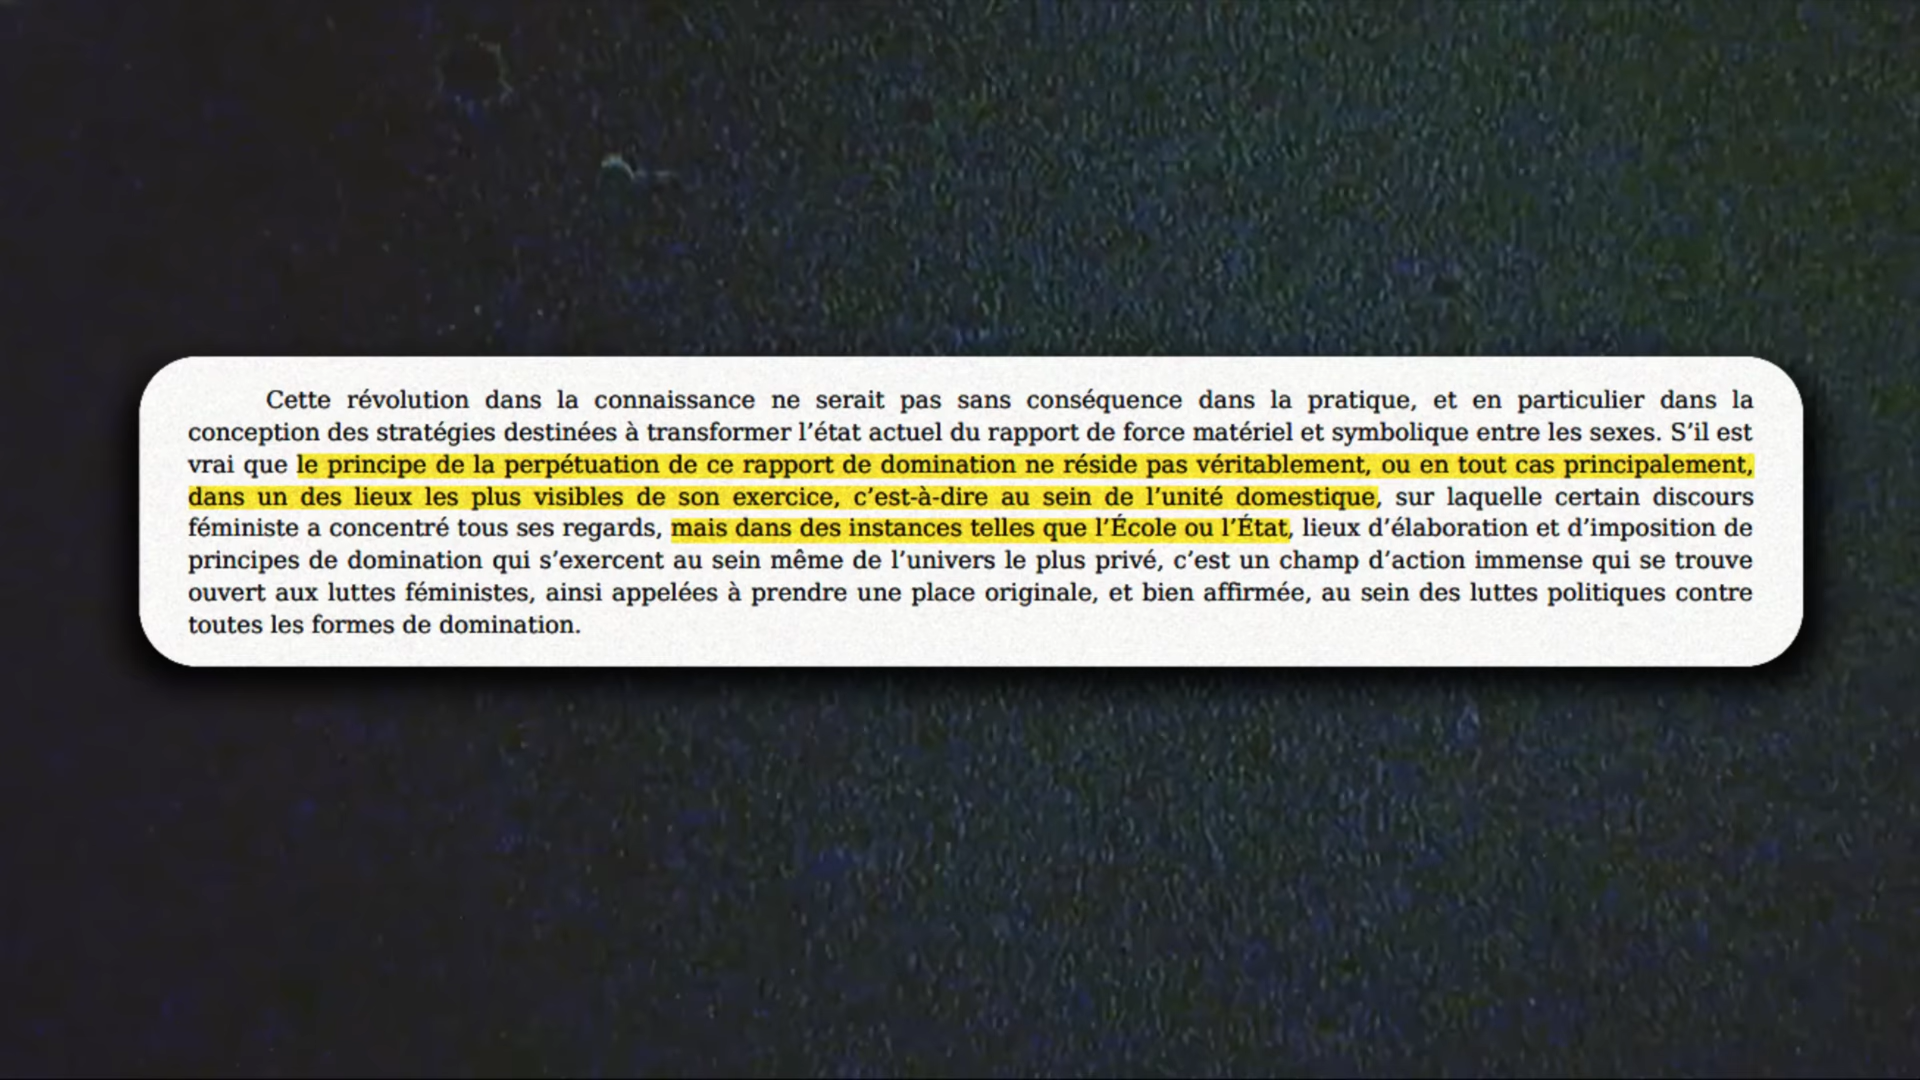 Cette révolution dans la connaissance ne serait pas sans conséquence dans la pratique, et en particulier dans la
conception des stratégies destinées à transformer l’état actuel du rapport de force matériel et symbolique entre les sexes. S’il est
vrai que le principe de la perpétuation de ce rapport de domination ne réside pas véritablement, ou en tout cas principalement,
dans un des lieux les plus visibles de son exercice, c’est-à-dire au sein de l’unité domestique, sur laquelle certain discours
féministe a concentré tous ses regards, mais dans des instances telles que l’École ou l’État, lieux d’élaboration et d’imposition de
principes de domination qui s’exercent au sein même de l’univers le plus privé, c’est un champ d’action immense qui se trouve
ouvert aux luttes féministes, ainsi appelées à prendre une place originale, et bien affirmée, au sein des luttes politiques contre
toutes les formes de domination.